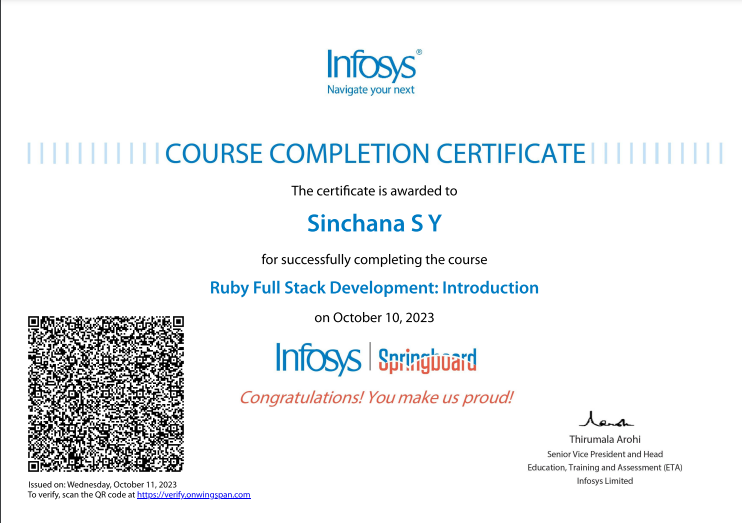 Infosys®
Navigate your next
COURSE COMPLETION CERTIFICATE
The certificate is awarded to
Sinchana S Y
for successfully completing the course
Ruby Full Stack Development: Introduction
on October 10, 2023
Infosys | Springboard
Congratulations! You make us proud!
Thirumala Arohi
Senior Vice President and Head
Education, Training and Assessment (ETA)
Infosys Limited
Issued on: Wednesday, October 11, 2023
To verify, scan the QR code at https://verify.onwingspan.com